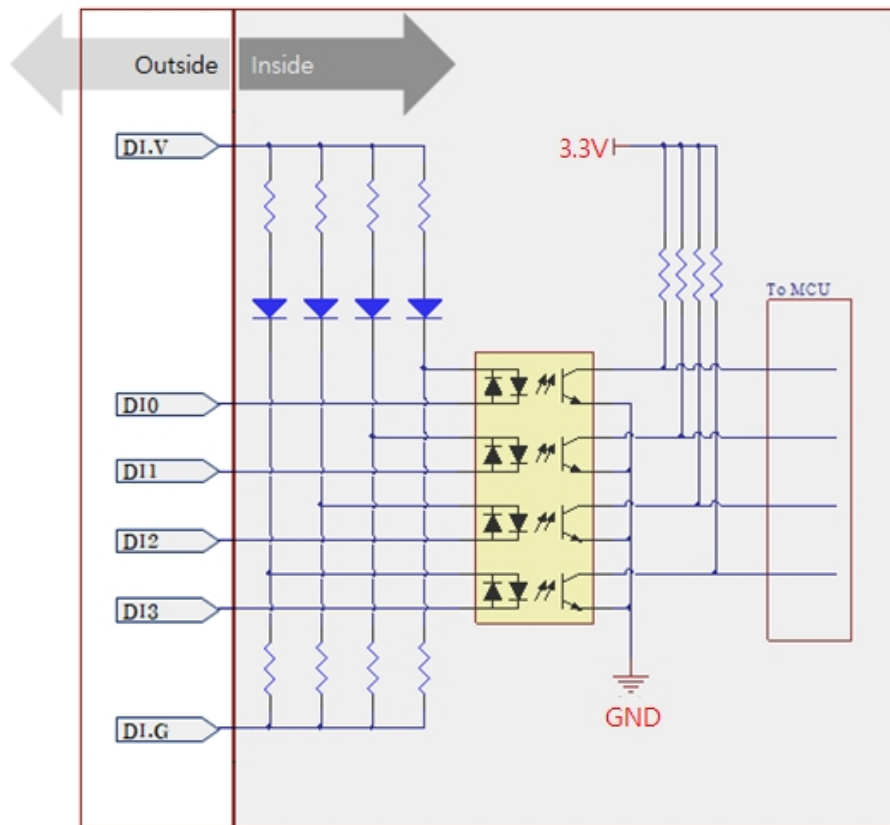 Outside
Inside
DI.V
3.3V
To MCU
DI0
DI1
DI2
DI3
GND
DI.G